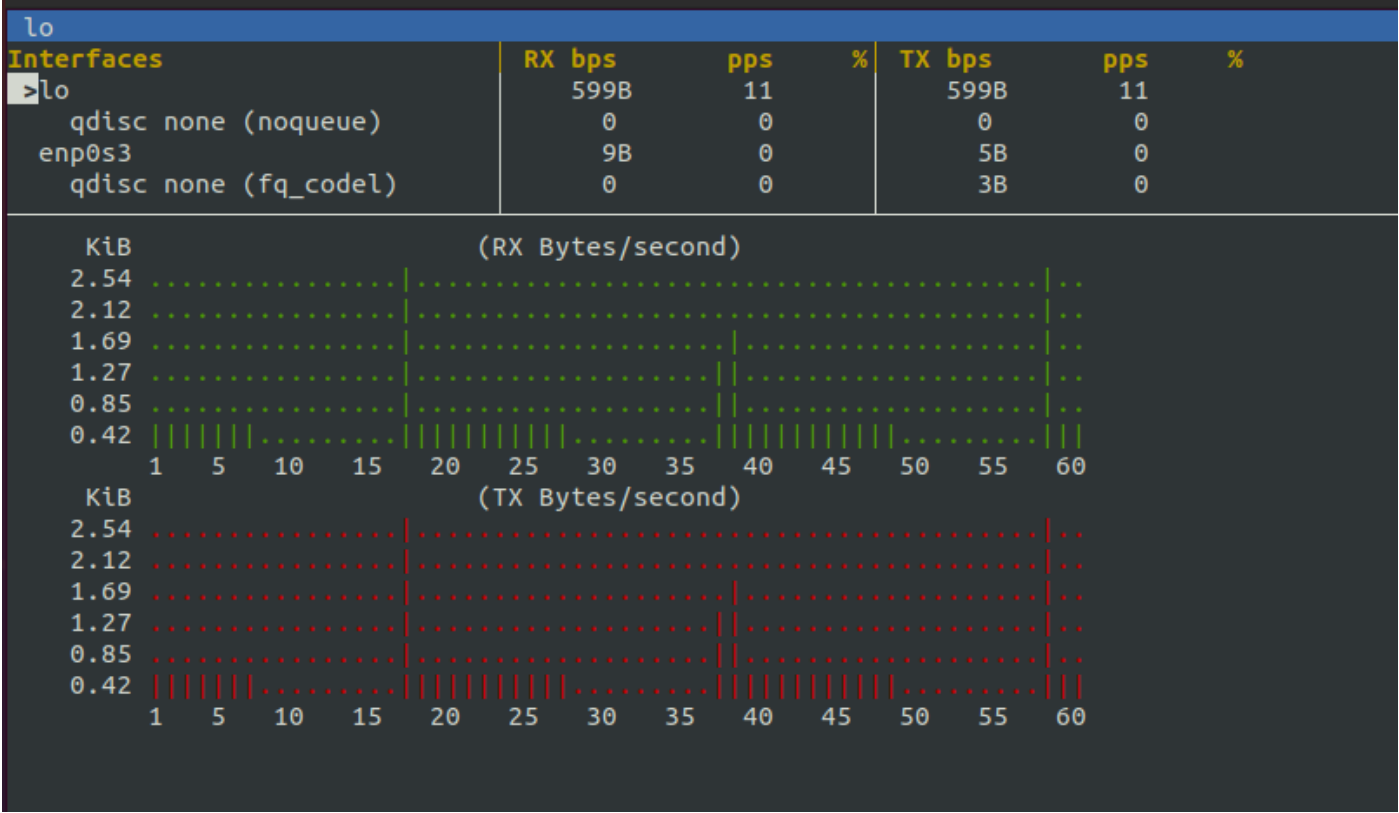 lo
Interfaces RX bps pps % TX bps pps %
>lo 599B 11 599B 11
qdisc none (noqueue) 0 0 0 0
enp0s3 9B 0 5B 0
qdisc none (fq_codel) 0 0 3B 0
KiB (RX Bytes/second)
2.54 ................|........................................|..
2.12 ................|........................................|..
1.69 ................|....................|...................|..
1.27 ................|...................||...................|..
0.85 ................|...................||...................|..
0.42 |||||||.........|||||||||||.........||||||||||||.........|||
1 5 10 15 20 25 30 35 40 45 50 55 60
KiB (TX Bytes/second)
2.54 ................|........................................|..
2.12 ................|........................................|..
1.69 ................|....................|...................|..
1.27 ................|...................||...................|..
0.85 ................|...................||...................|..
0.42 |||||||.........|||||||||||.........||||||||||||.........|||
1 5 10 15 20 25 30 35 40 45 50 55 60